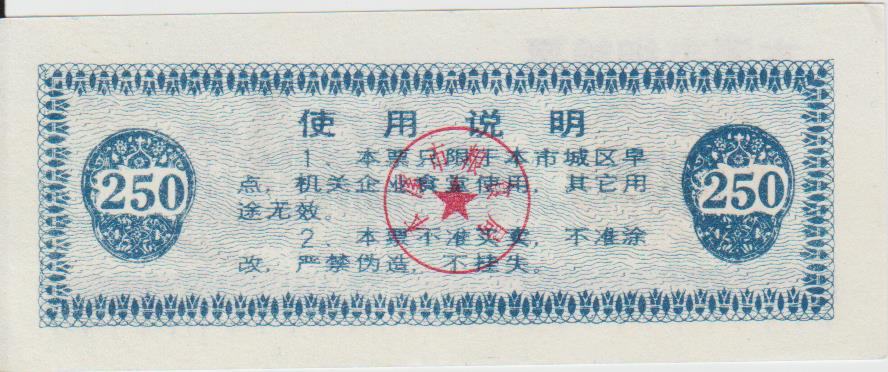 使用说明
250
1、本票只限于本市城区早
点，机关企业食堂使用，其它用
途无效。
2、本票不准买卖，不准涂
改，严禁伪造，不挂失。
250